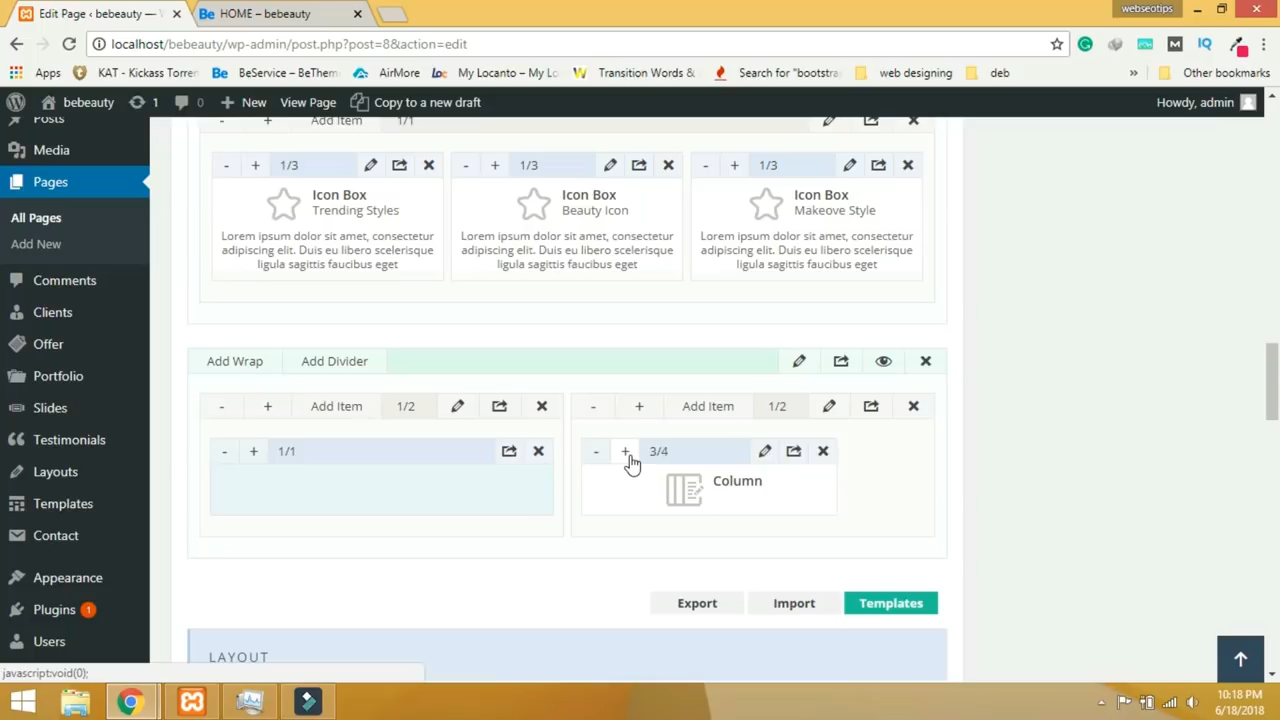 Edit Page ‹ bebeauty — W
Be HOME – bebeauty
webseotips
localhost/bebeauty/wp-admin/post.php?post=8&action=edit
Apps
KAT - Kickass Torren
Be BeService – BeThem
AirMore
Loc My Locanto – My Lo
Transition Words &
Search for "bootstra
web designing
deb
»
Other bookmarks
bebeauty
1
0
+ New
View Page
Copy to a new draft
Howdy, admin
Posts
Media
Pages
All Pages
Add New
Comments
Clients
Offer
Portfolio
Slides
Testimonials
Layouts
Templates
Contact
Appearance
Plugins 1
Users
- + Add Item 1/1
- + 1/3
Icon Box
Trending Styles
Lorem ipsum dolor sit amet, consectetur
adipiscing elit. Duis eu libero scelerisque
ligula sagittis faucibus eget
- + 1/3
Icon Box
Beauty Icon
Lorem ipsum dolor sit amet, consectetur
adipiscing elit. Duis eu libero scelerisque
ligula sagittis faucibus eget
- + 1/3
Icon Box
Makeove Style
Lorem ipsum dolor sit amet, consectetur
adipiscing elit. Duis eu libero scelerisque
ligula sagittis faucibus eget
Add Wrap
Add Divider
- + Add Item 1/2
- + Add Item 1/2
- + 1/1
- + 3/4
Column
Export
Import
Templates
LAYOUT
javascript:void(0);
10:18 PM
6/18/2018